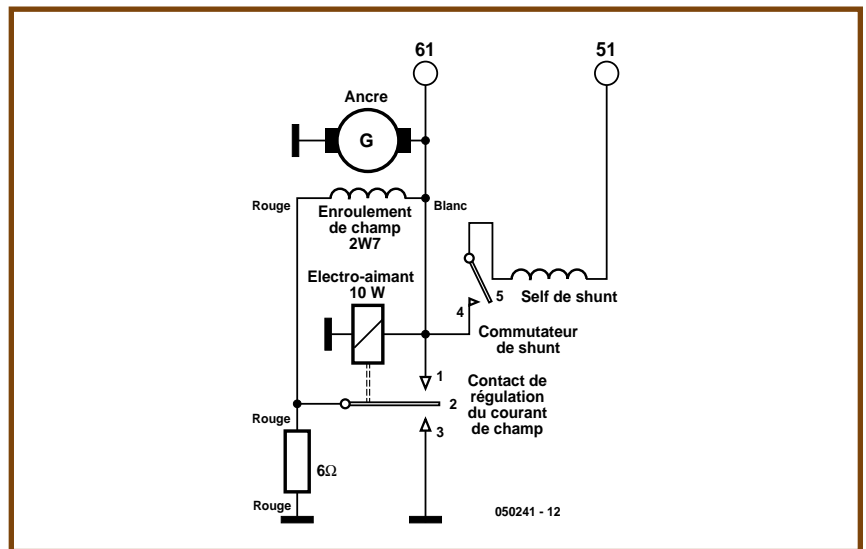 61
51
Ancre
G
Rouge
Blanc
Enroulement
de champ
2W7
Electro-aimant
10 W
5
Self de shunt
4
Commutateur
de shunt
1
Contact de
régulation
du courant
de champ
2
3
Rouge
6Ω
Rouge
050241 - 12